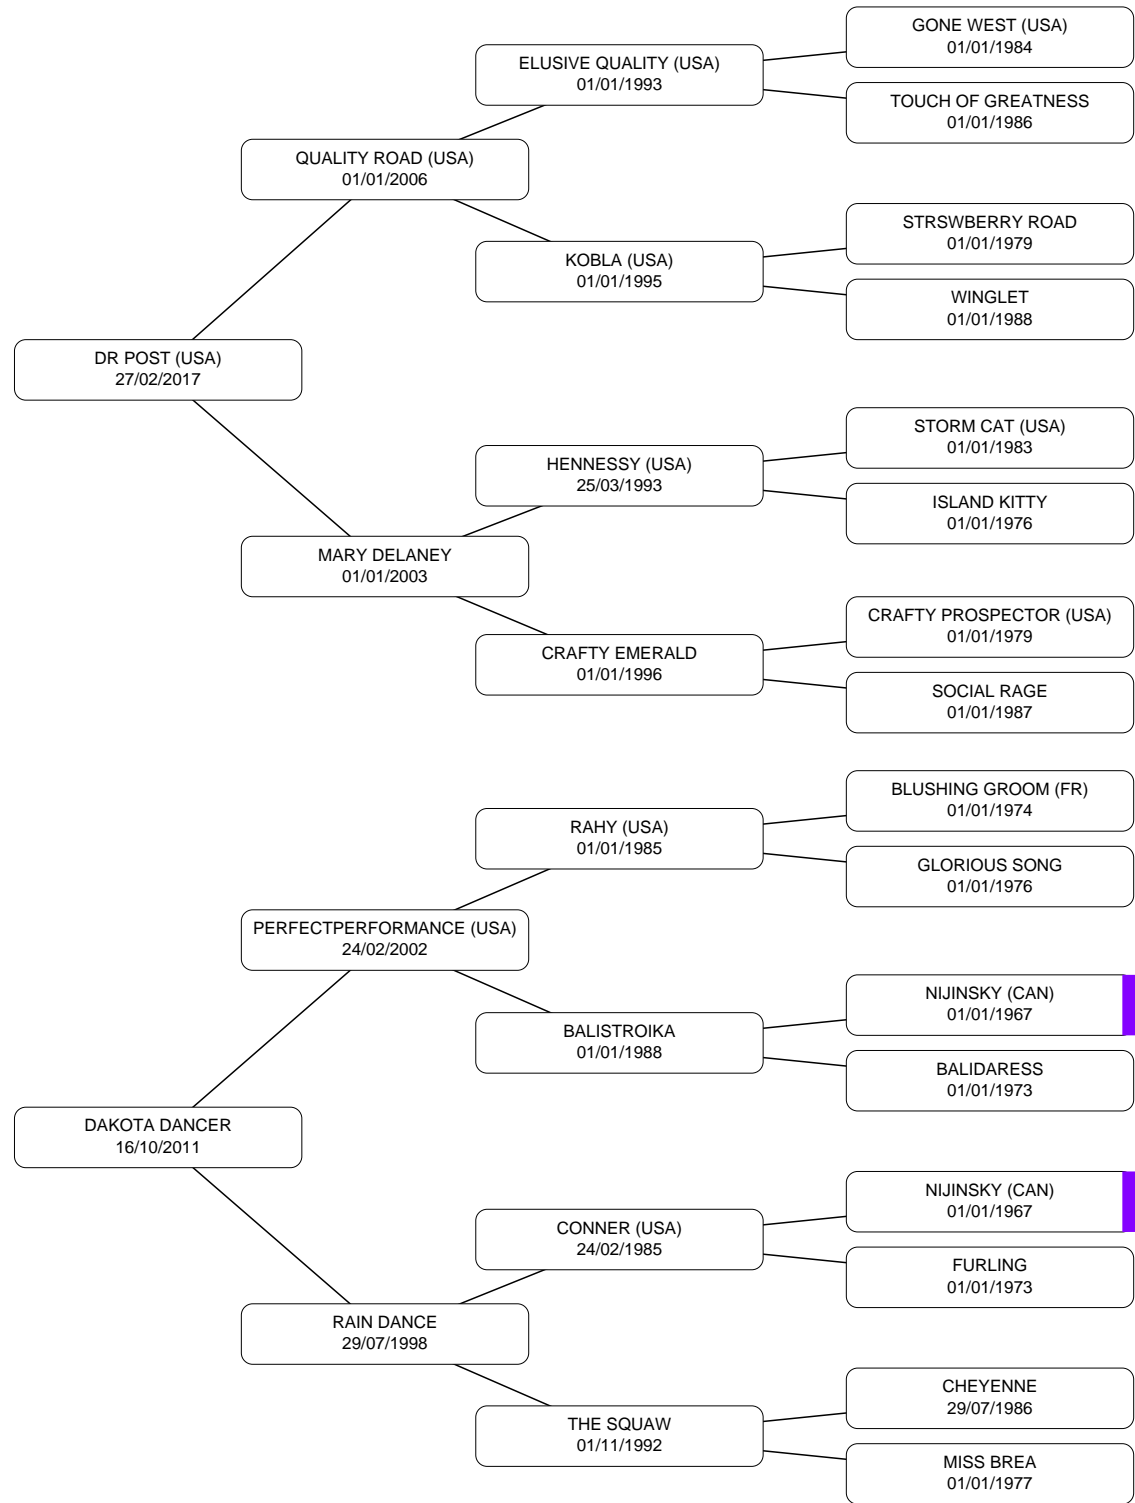 GONE WEST (USA)
01/01/1984
ELUSIVE QUALITY (USA)
01/01/1993
TOUCH OF GREATNESS
01/01/1986
QUALITY ROAD (USA)
01/01/2006
STRSWBERRY ROAD
01/01/1979
KOBLA (USA)
01/01/1995
WINGLET
01/01/1988
DR POST (USA)
27/02/2017
STORM CAT (USA)
01/01/1983
HENNESSY (USA)
25/03/1993
ISLAND KITTY
01/01/1976
MARY DELANEY
01/01/2003
CRAFTY PROSPECTOR (USA)
01/01/1979
CRAFTY EMERALD
01/01/1996
SOCIAL RAGE
01/01/1987
BLUSHING GROOM (FR)
01/01/1974
RAHY (USA)
01/01/1985
GLORIOUS SONG
01/01/1976
PERFECTPERFORMANCE (USA)
24/02/2002
NIJINSKY (CAN)
01/01/1967
BALISTROIKA
01/01/1988
BALIDARESS
01/01/1973
DAKOTA DANCER
16/10/2011
NIJINSKY (CAN)
01/01/1967
CONNER (USA)
24/02/1985
FURLING
01/01/1973
RAIN DANCE
29/07/1998
CHEYENNE
29/07/1986
THE SQUAW
01/11/1992
MISS BREA
01/01/1977